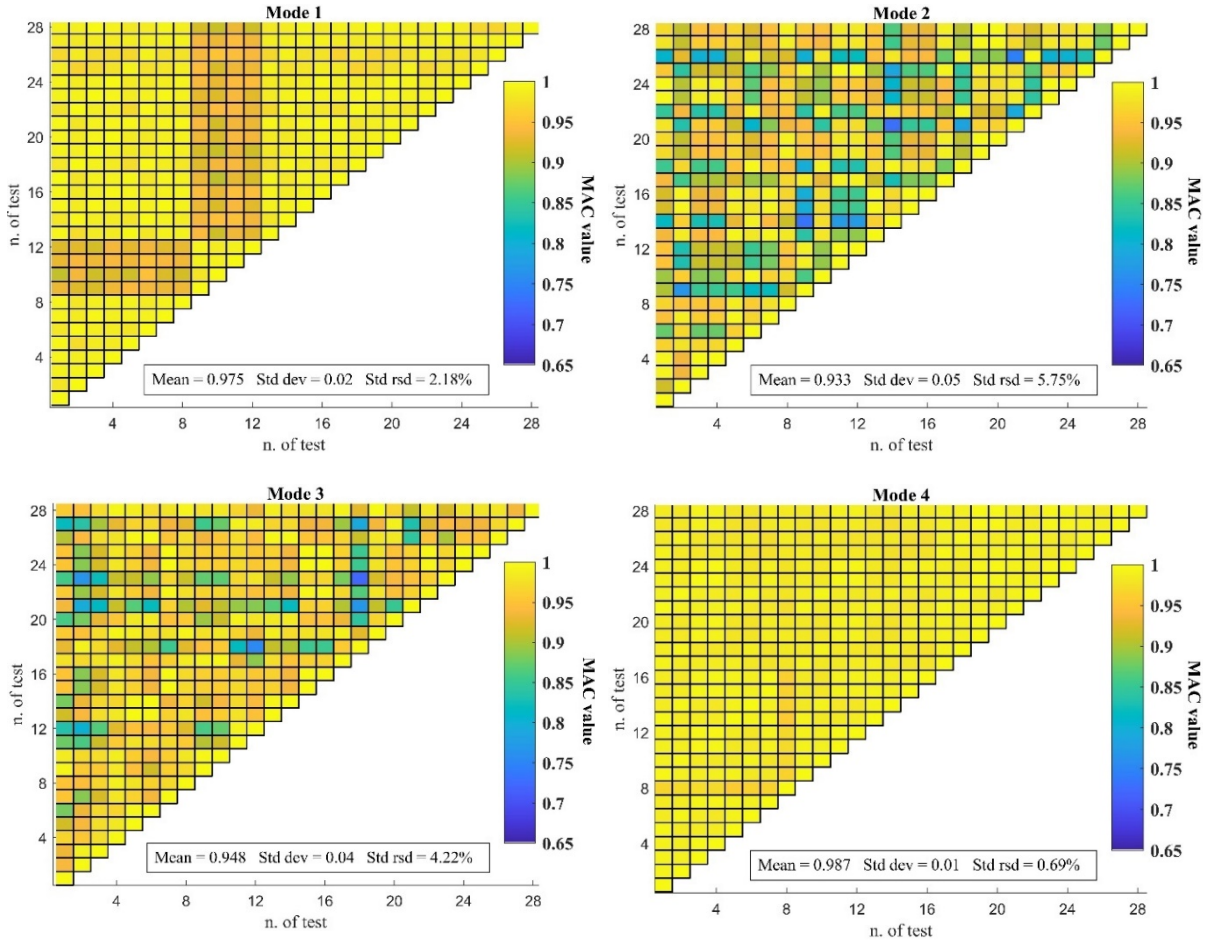 Mode 1
28
24
20
16
12
8
4
n. of test
4 8 12 16 20 24 28
n. of test
Mean = 0.975 Std dev = 0.02 Std rsd = 2.18%
1
0.95
0.9
0.85
0.8
0.75
0.7
0.65
MAC value
Mode 2
28
24
20
16
12
8
4
n. of test
4 8 12 16 20 24 28
n. of test
Mean = 0.933 Std dev = 0.05 Std rsd = 5.75%
1
0.95
0.9
0.85
0.8
0.75
0.7
0.65
MAC value
Mode 3
28
24
20
16
12
8
4
n. of test
4 8 12 16 20 24 28
n. of test
Mean = 0.948 Std dev = 0.04 Std rsd = 4.22%
1
0.95
0.9
0.85
0.8
0.75
0.7
0.65
MAC value
Mode 4
28
24
20
16
12
8
4
n. of test
4 8 12 16 20 24 28
n. of test
Mean = 0.987 Std dev = 0.01 Std rsd = 0.69%
1
0.95
0.9
0.85
0.8
0.75
0.7
0.65
MAC value